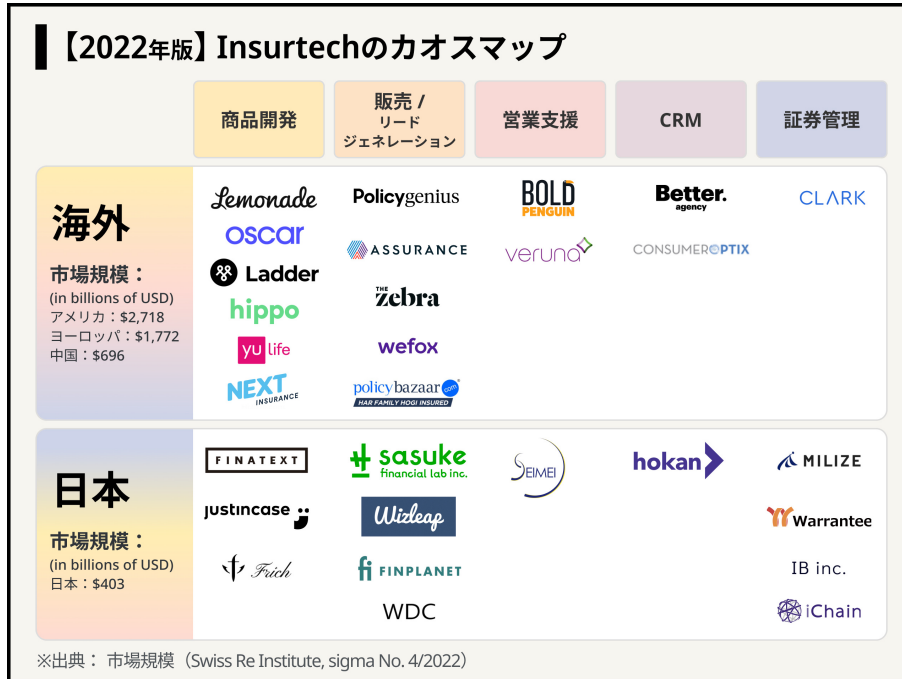 【2022年版】Insurtechのカオスマップ
商品開発
販売 /
リード
ジェネレーション
営業支援
CRM
証券管理
海外
市場規模：
(in billions of USD)
アメリカ：$2,718
ヨーロッパ：$1,772
中国：$696
Lemonade
oscar
Ladder
hippo
yu life
NEXT
INSURANCE
Policygenius
ASSURANCE
THE
Zebra
wefox
policybazaar.com
HAR FAMILY HOGI INSURED
BOLD
PENGUIN
veruna
Better.
agency
CONSUMEROPTIX
CLARK
日本
市場規模：
(in billions of USD)
日本：$403
FINATEXT
justInCase
Frich
sasuke
financial lab inc.
Wizleap
FINPLANET
WDC
SEIMEI
hokan
MILIZE
Warrantee
IB inc.
iChain
※出典： 市場規模（Swiss Re Institute, sigma No. 4/2022）